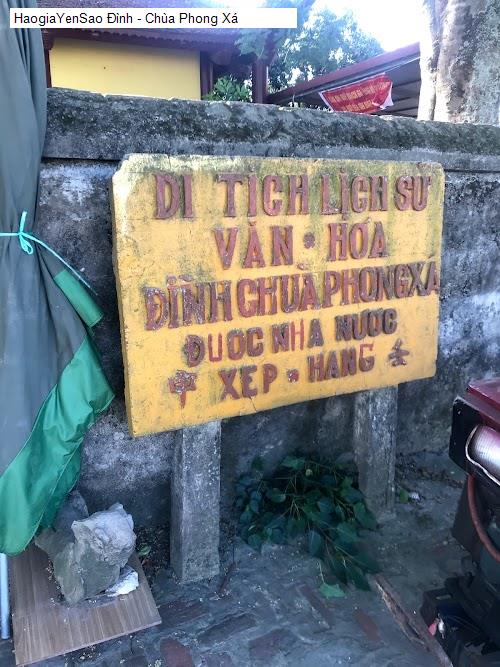 HaogiaYenSao Đình - Chùa Phong Xá
DI TÍCH LỊCH SỬ
VĂN • HÓA
ĐÌNH CHÙA PHONG XÁ
ĐƯỢC NHÀ NƯỚC
XẾP • HẠNG